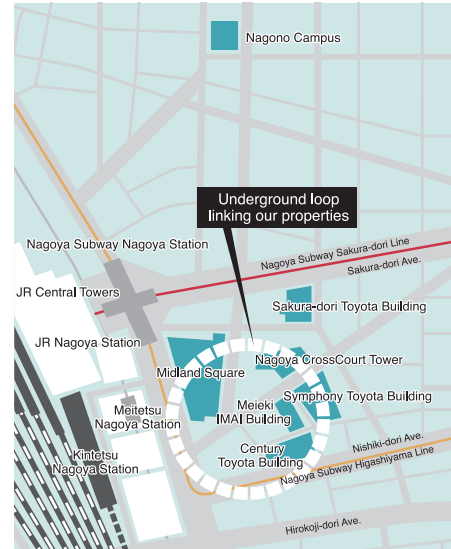 Nagono Campus
Underground loop
linking our properties
Nagoya Subway Nagoya Station
Nagoya Subway Sakura-dori Line
Sakura-dori Ave.
JR Central Towers
Sakura-dori Toyota Building
JR Nagoya Station
Nagoya CrossCourt Tower
Midland Square
Symphony Toyota Building
Meitetsu
Nagoya Station
Meieki
IMAI Building
Kintetsu
Nagoya Station
Century
Toyota Building
Nishiki-dori Ave.
Nagoya Subway Higashiyama Line
Hirokoji-dori Ave.